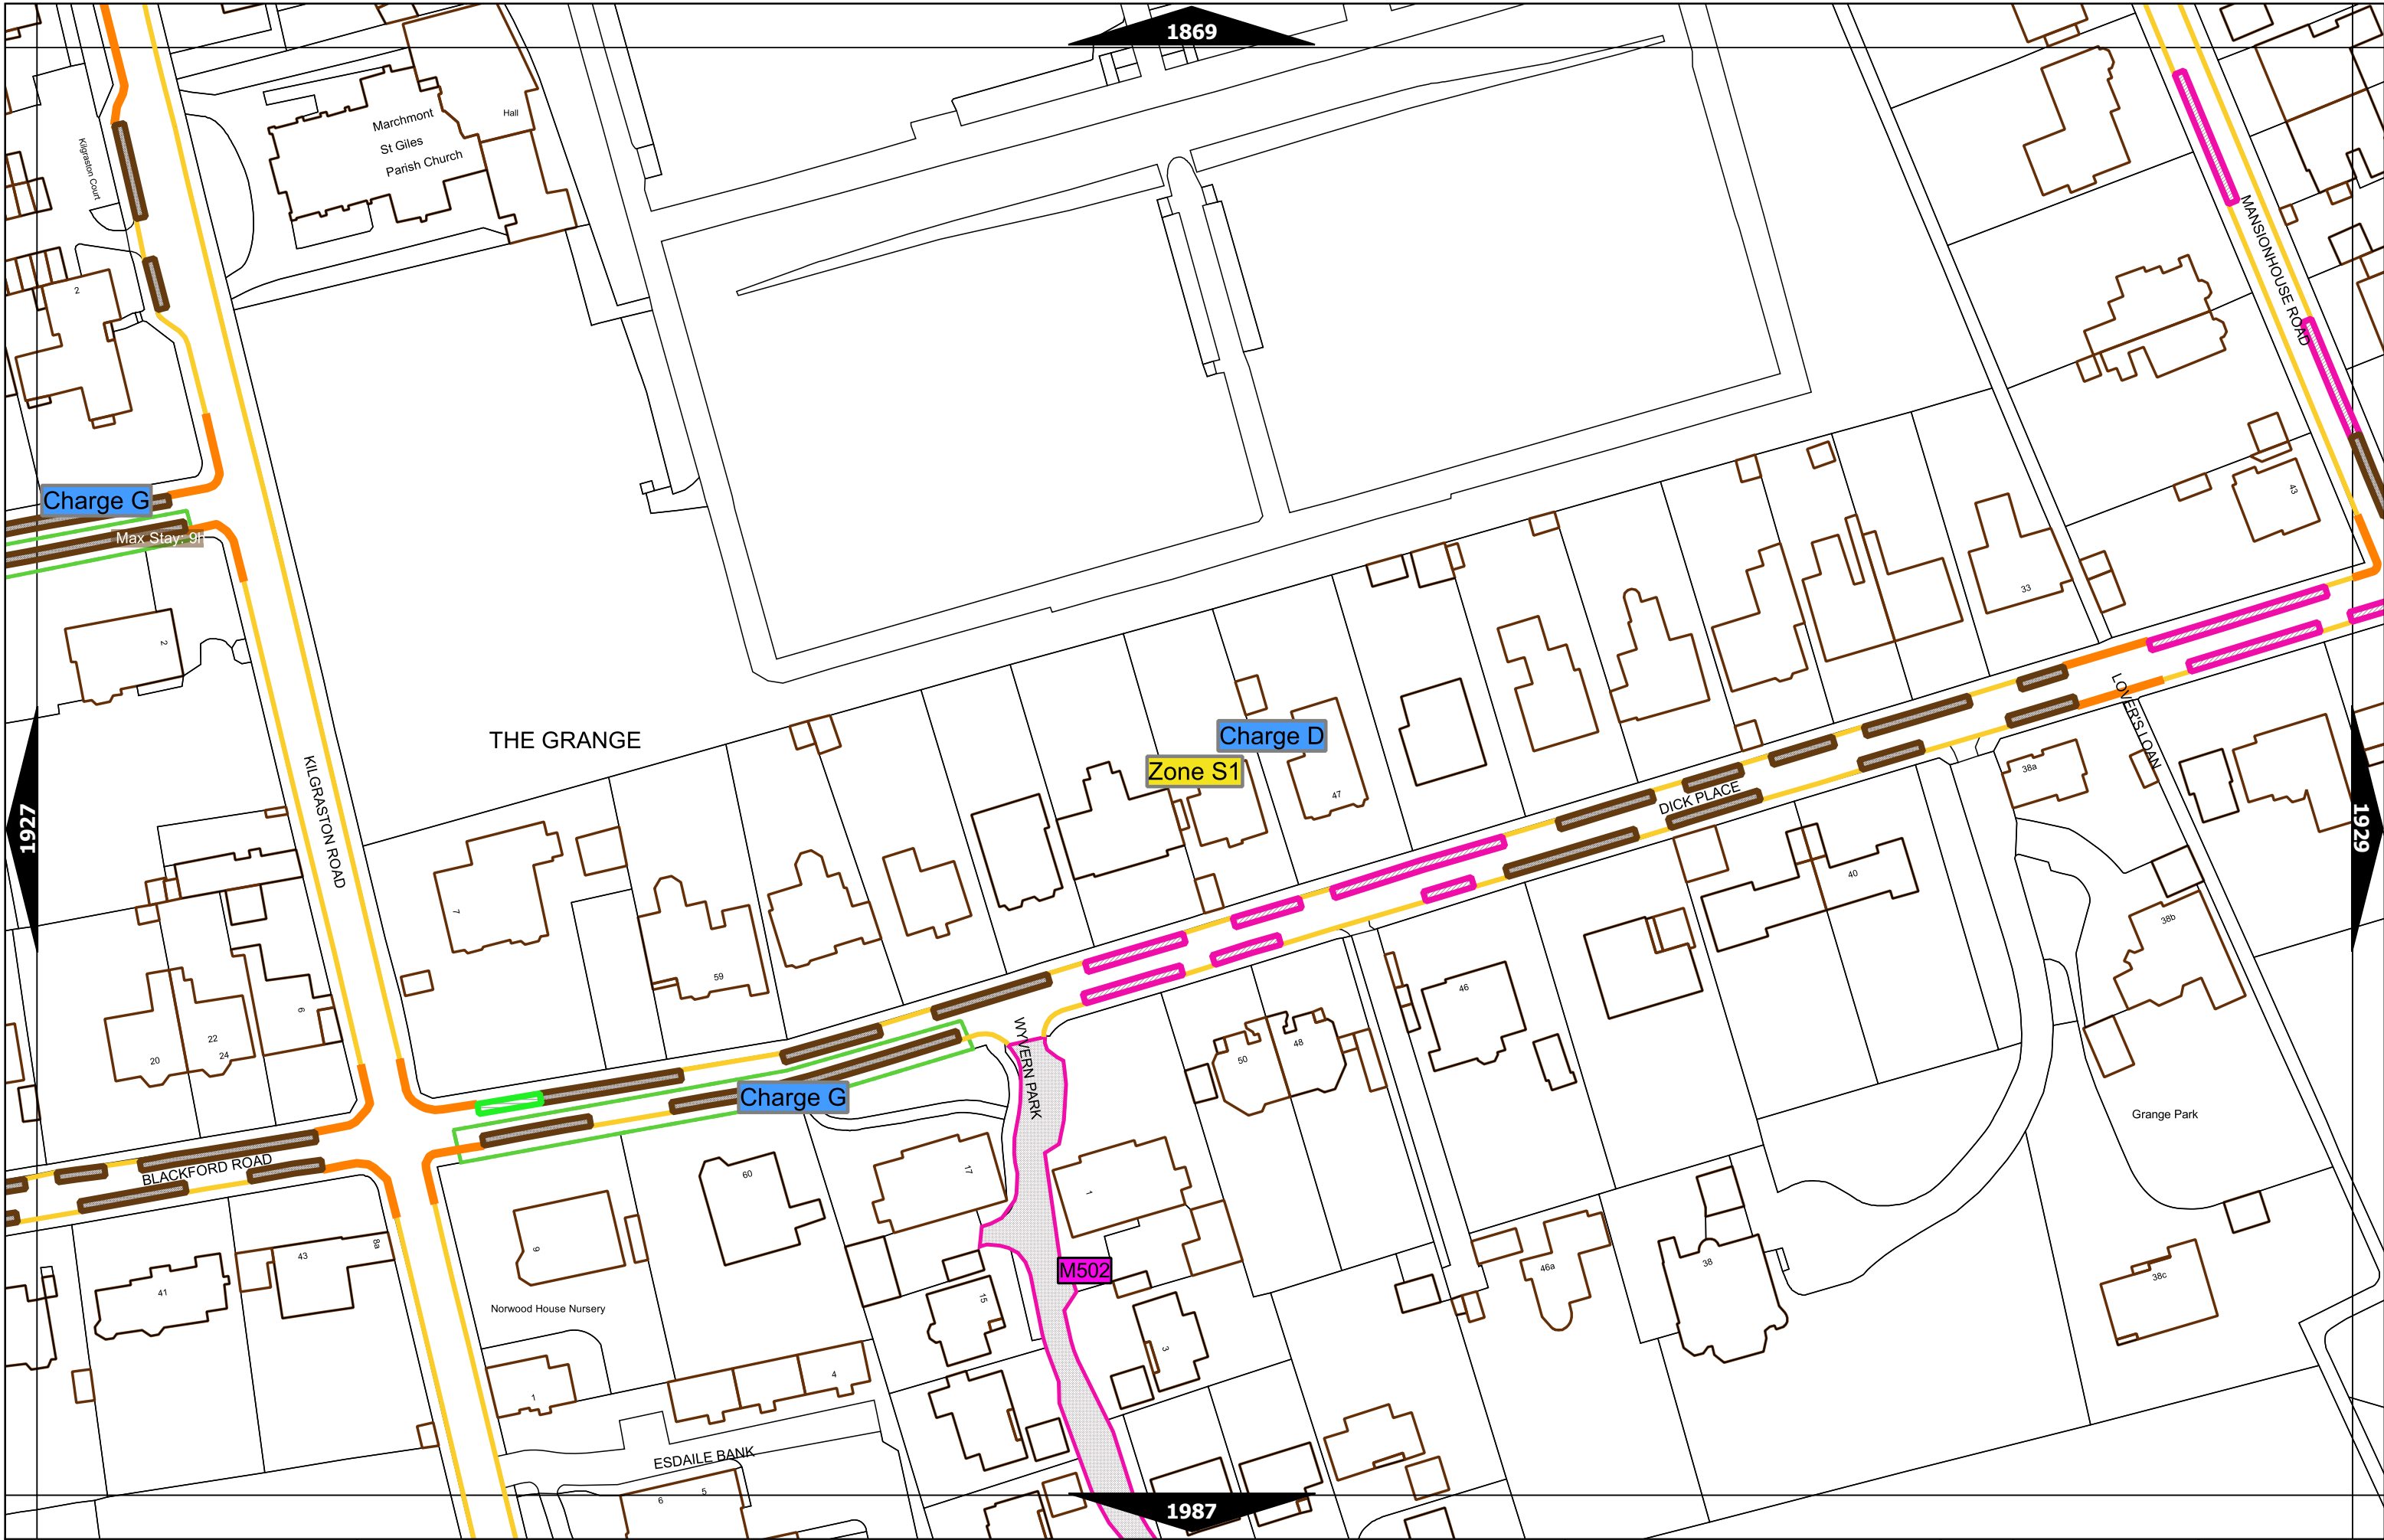 1869
Marchmont
St Giles
Parish Church
Hall
Kilgraston Court
2
MANSIONHOUSE ROAD
Charge G
Max Stay: 9h
43
2
33
THE GRANGE
Charge D
Zone S1
47
LOVER'S LOAN
38a
DICK PLACE
KILGRASTON ROAD
1927
1929
7
59
40
38b
46
6
22
24
20
50
48
WYVERN PARK
Charge G
Grange Park
BLACKFORD ROAD
60
17
1
9
43
8a
41
M502
46a
38
38c
Norwood House Nursery
15
3
1
4
ESDAILE BANK
6
5
1987